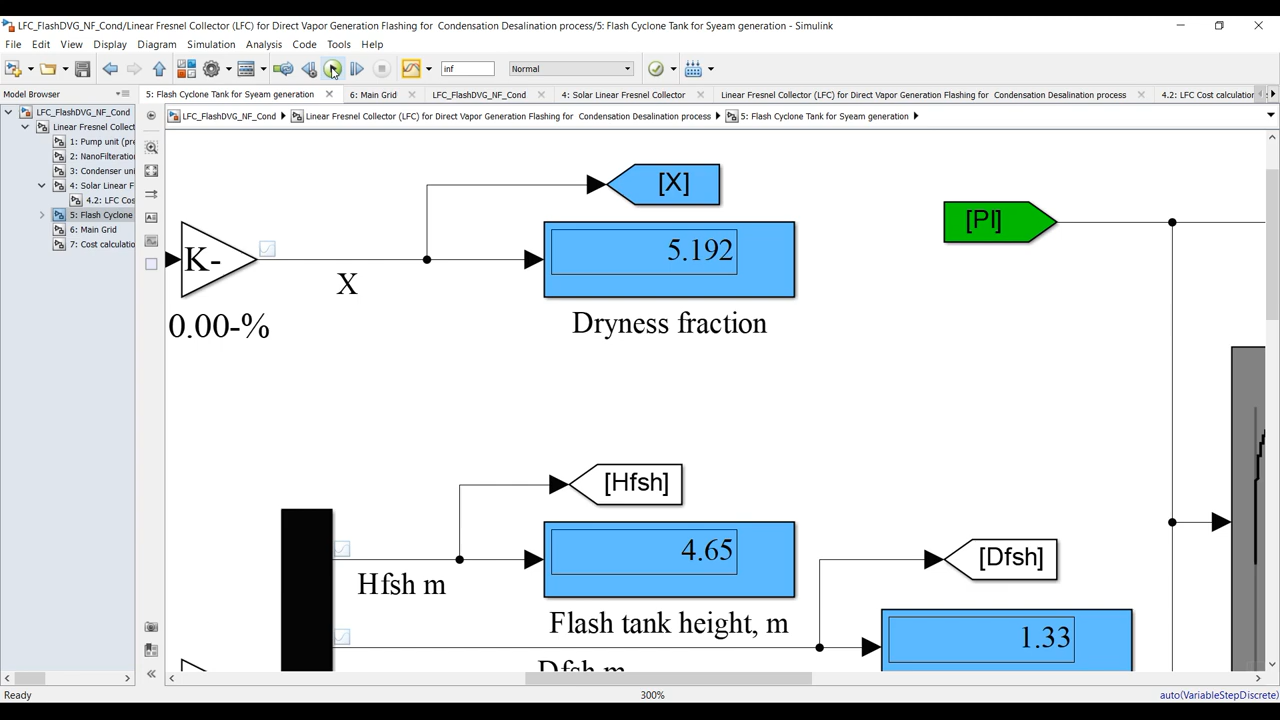 LFC_FlashDVG_NF_Cond/Linear Fresnel Collector (LFC) for Direct Vapor Generation Flashing for  Condensation Desalination process/5: Flash Cyclone Tank for Syeam generation - Simulink
File Edit View Display Diagram Simulation Analysis Code Tools Help
inf Normal
Model Browser
5: Flash Cyclone Tank for Syeam generation
6: Main Grid
LFC_FlashDVG_NF_Cond
4: Solar Linear Fresnel Collector
Linear Fresnel Collector (LFC) for Direct Vapor Generation Flashing for  Condensation Desalination process
4.2: LFC Cost calculation
LFC_FlashDVG_NF_Cond
Linear Fresnel Collector (LFC) for Direct Vapor Generation Flashing for  Condensation Desalination process
5: Flash Cyclone Tank for Syeam generation
LFC_FlashDVG_NF_Cond
Linear Fresnel Collect
1: Pump unit (pre
2: NanoFilteration
3: Condenser uni
4: Solar Linear F
4.2: LFC Cos
5: Flash Cyclone
6: Main Grid
7: Cost calculatio
[X]
[PI]
5.192
K-
X
Dryness fraction
0.00-%
[Hfsh]
4.65
[Dfsh]
Hfsh m
Flash tank height, m
1.33
Dfsh m
Ready
300%
auto(VariableStepDiscrete)